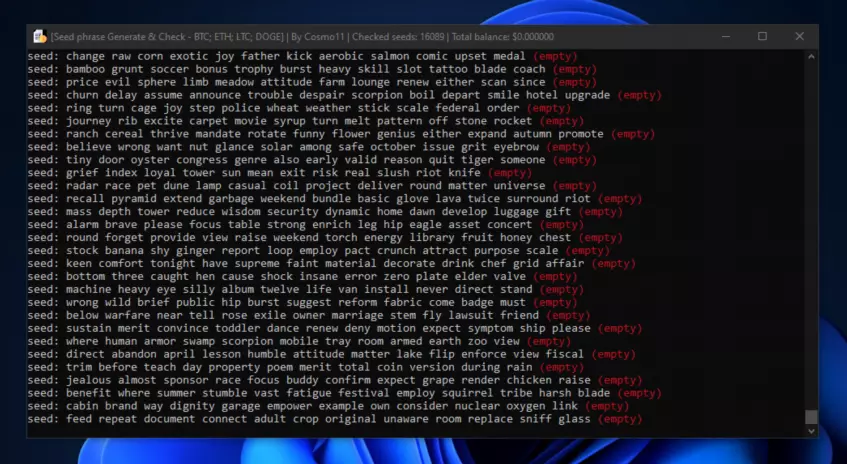 [Seed phrase Generate & Check - BTC; ETH; LTC; DOGE] | By Cosmo11 | Checked seeds: 16089 | Total balance: $0.000000
seed: change raw corn exotic joy father kick aerobic salmon comic upset medal (empty)
seed: bamboo grunt soccer bonus trophy burst heavy skill slot tattoo blade coach (empty)
seed: price evil sphere limb meadow attitude farm lounge renew either scan since (empty)
seed: churn delay assume announce trouble despair scorpion boil depart smile hotel upgrade (empty)
seed: ring turn cage joy step police wheat weather stick scale federal order (empty)
seed: journey rib excite carpet movie syrup turn melt pattern off stone rocket (empty)
seed: ranch cereal thrive mandate rotate funny flower genius either expand autumn promote (empty)
seed: believe wrong want nut glance solar among safe october issue grit eyebrow (empty)
seed: tiny door oyster congress genre also early valid reason quit tiger someone (empty)
seed: grief index loyal tower sun mean exit risk real slush riot knife (empty)
seed: radar race pet dune lamp casual coil project deliver round matter universe (empty)
seed: recall pyramid extend garbage weekend bundle basic glove lava twice surround riot (empty)
seed: mass depth tower reduce wisdom security dynamic home dawn develop luggage gift (empty)
seed: alarm brave please focus table strong enrich leg hip eagle asset concert (empty)
seed: round forget provide view raise weekend torch energy library fruit honey chest (empty)
seed: stock banana shy ginger report loop employ pact crunch attract purpose scale (empty)
seed: keen comfort tonight have supreme faint material decorate drink chef grid affair (empty)
seed: bottom three caught hen cause shock insane error zero plate elder valve (empty)
seed: machine heavy eye silly album twelve life van install never direct stand (empty)
seed: wrong wild brief public hip burst suggest reform fabric come badge must (empty)
seed: below warfare near tell rose exile owner marriage stem fly lawsuit friend (empty)
seed: sustain merit convince toddler dance renew deny motion expect symptom ship please (empty)
seed: where human armor swamp scorpion mobile tray room armed earth zoo view (empty)
seed: direct abandon april lesson humble attitude matter lake flip enforce view fiscal (empty)
seed: trim before teach day property poem merit total coin version during rain (empty)
seed: jealous almost sponsor race focus buddy confirm expect grape render chicken raise (empty)
seed: benefit where summer stumble vast fatigue festival employ squirrel tribe harsh blade (empty)
seed: cabin brand way dignity garage empower example own consider nuclear oxygen link (empty)
seed: feed repeat document connect adult crop original unaware room replace sniff glass (empty)